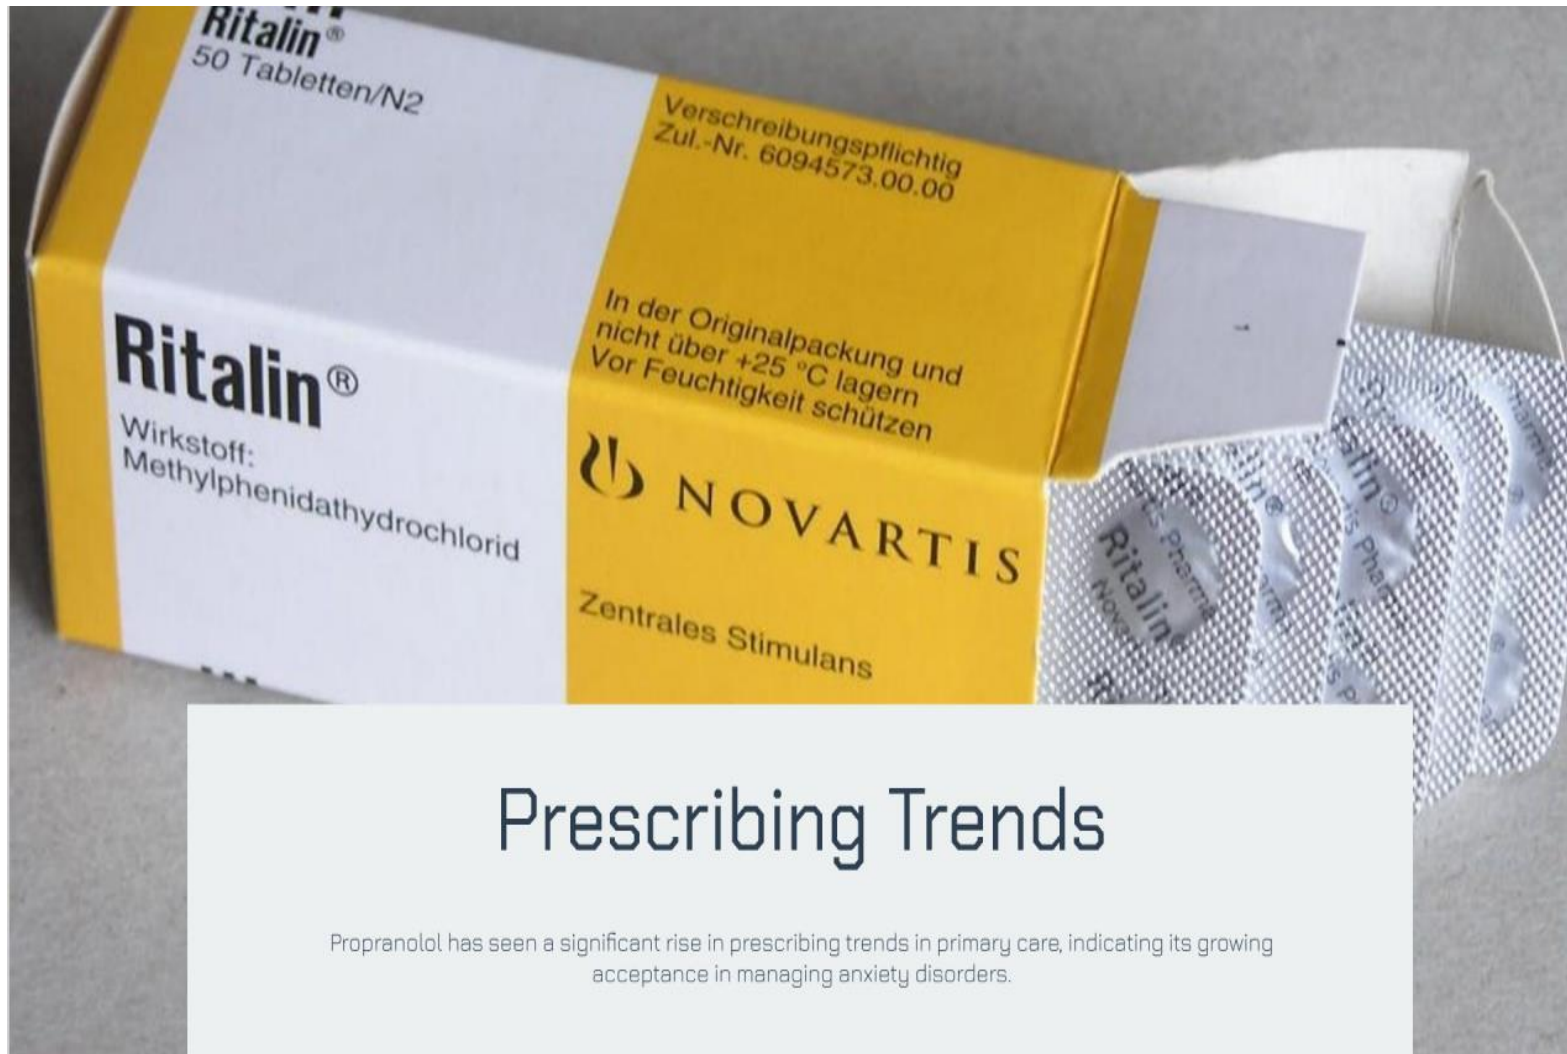 Ritalin®
50 Tabletten/N2
Verschreibungspflichtig
Zul.-Nr. 6094573.00.00
In der Originalpackung und
nicht über +25 °C lagern
Vor Feuchtigkeit schützen
Ritalin®
Wirkstoff:
Methylphenidathydrochlorid
NOVARTIS
Zentrales Stimulans
Ritalin®
Prescribing Trends
Propranolol has seen a significant rise in prescribing trends in primary care, indicating its growing
acceptance in managing anxiety disorders.